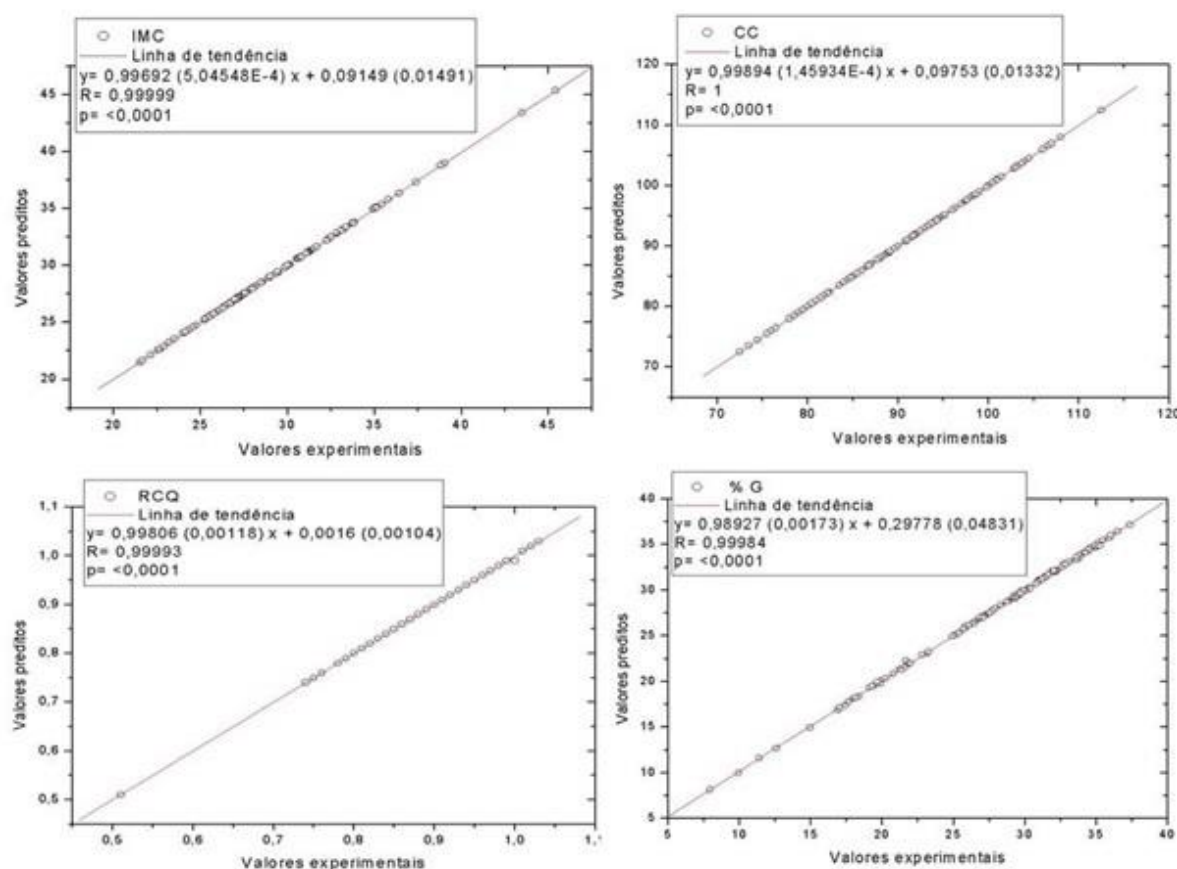 IMC
Linha de tendência
y= 0,99692 (5,04548E-4) x + 0,09149 (0,01491)
R= 0,99999
p= <0,0001
45
40
35
30
25
20
Valores preditos
20 25 30 35 40 45
Valores experimentais
CC
Linha de tendência
y= 0,99894 (1,45934E-4) x + 0,09753 (0,01332)
R= 1
p= <0,0001
120
110
100
90
80
70
Valores preditos
70 80 90 100 110 120
Valores experimentais
RCQ
Linha de tendência
y= 0,99806 (0,00118) x + 0,0016 (0,00104)
R= 0,99993
p= <0,0001
1,1
1,0
0,9
0,8
0,7
0,6
0,5
Valores preditos
0,5 0,6 0,7 0,8 0,9 1,0 1,
Valores experimentais
% G
Linha de tendência
y= 0,98927 (0,00173) x + 0,29778 (0,04831)
R= 0,99984
p= <0,0001
40
35
30
25
20
15
10
5
Valores preditos
5 10 15 20 25 30 35 40
Valores experimentais